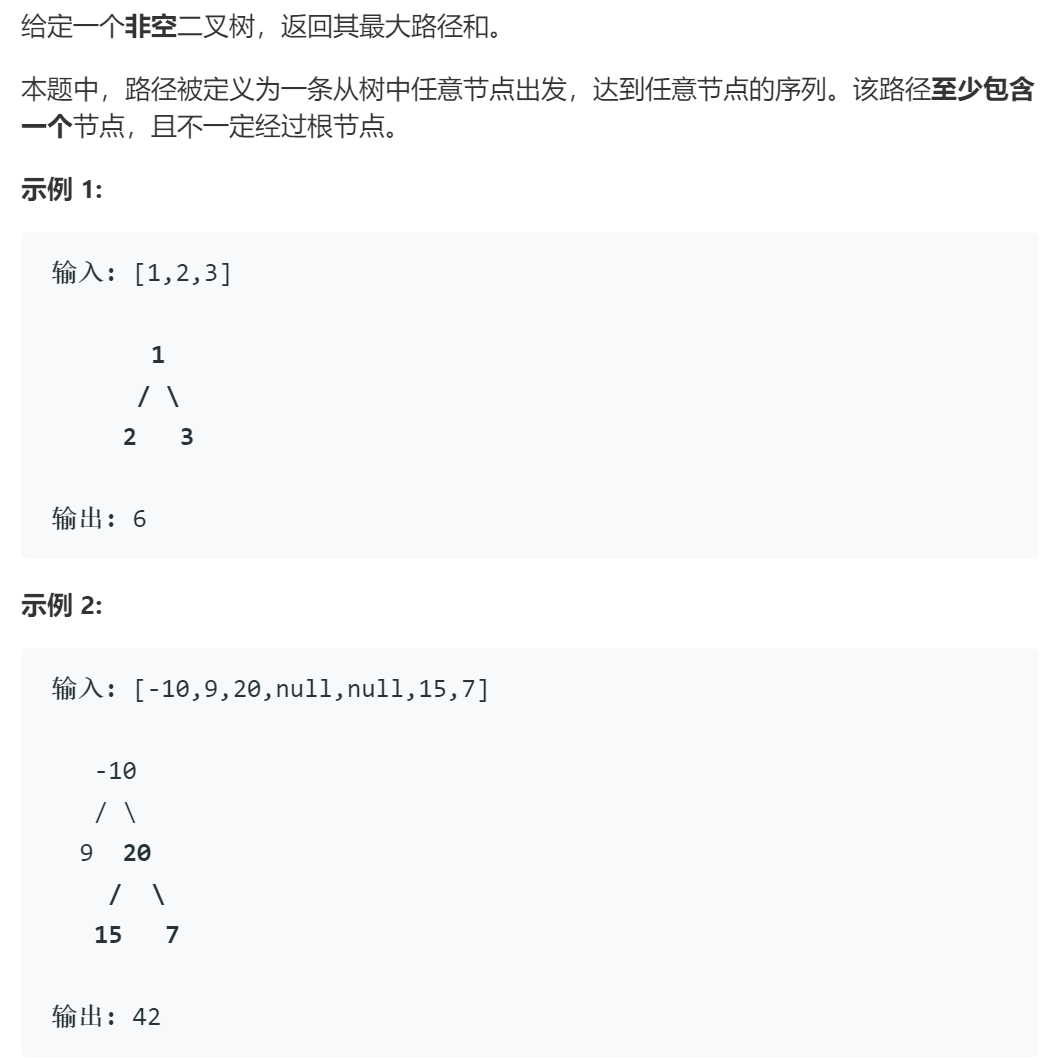 给定一个非空二叉树，返回其最大路径和。
本题中，路径被定义为一条从树中任意节点出发，达到任意节点的序列。该路径至少包含
一个节点，且不一定经过根节点。
示例 1:
输入: [1,2,3]
1
/ \
2 3
输出: 6
示例 2:
输入: [-10,9,20,null,null,15,7]
-10
/ \
9 20
/ \
15 7
输出: 42